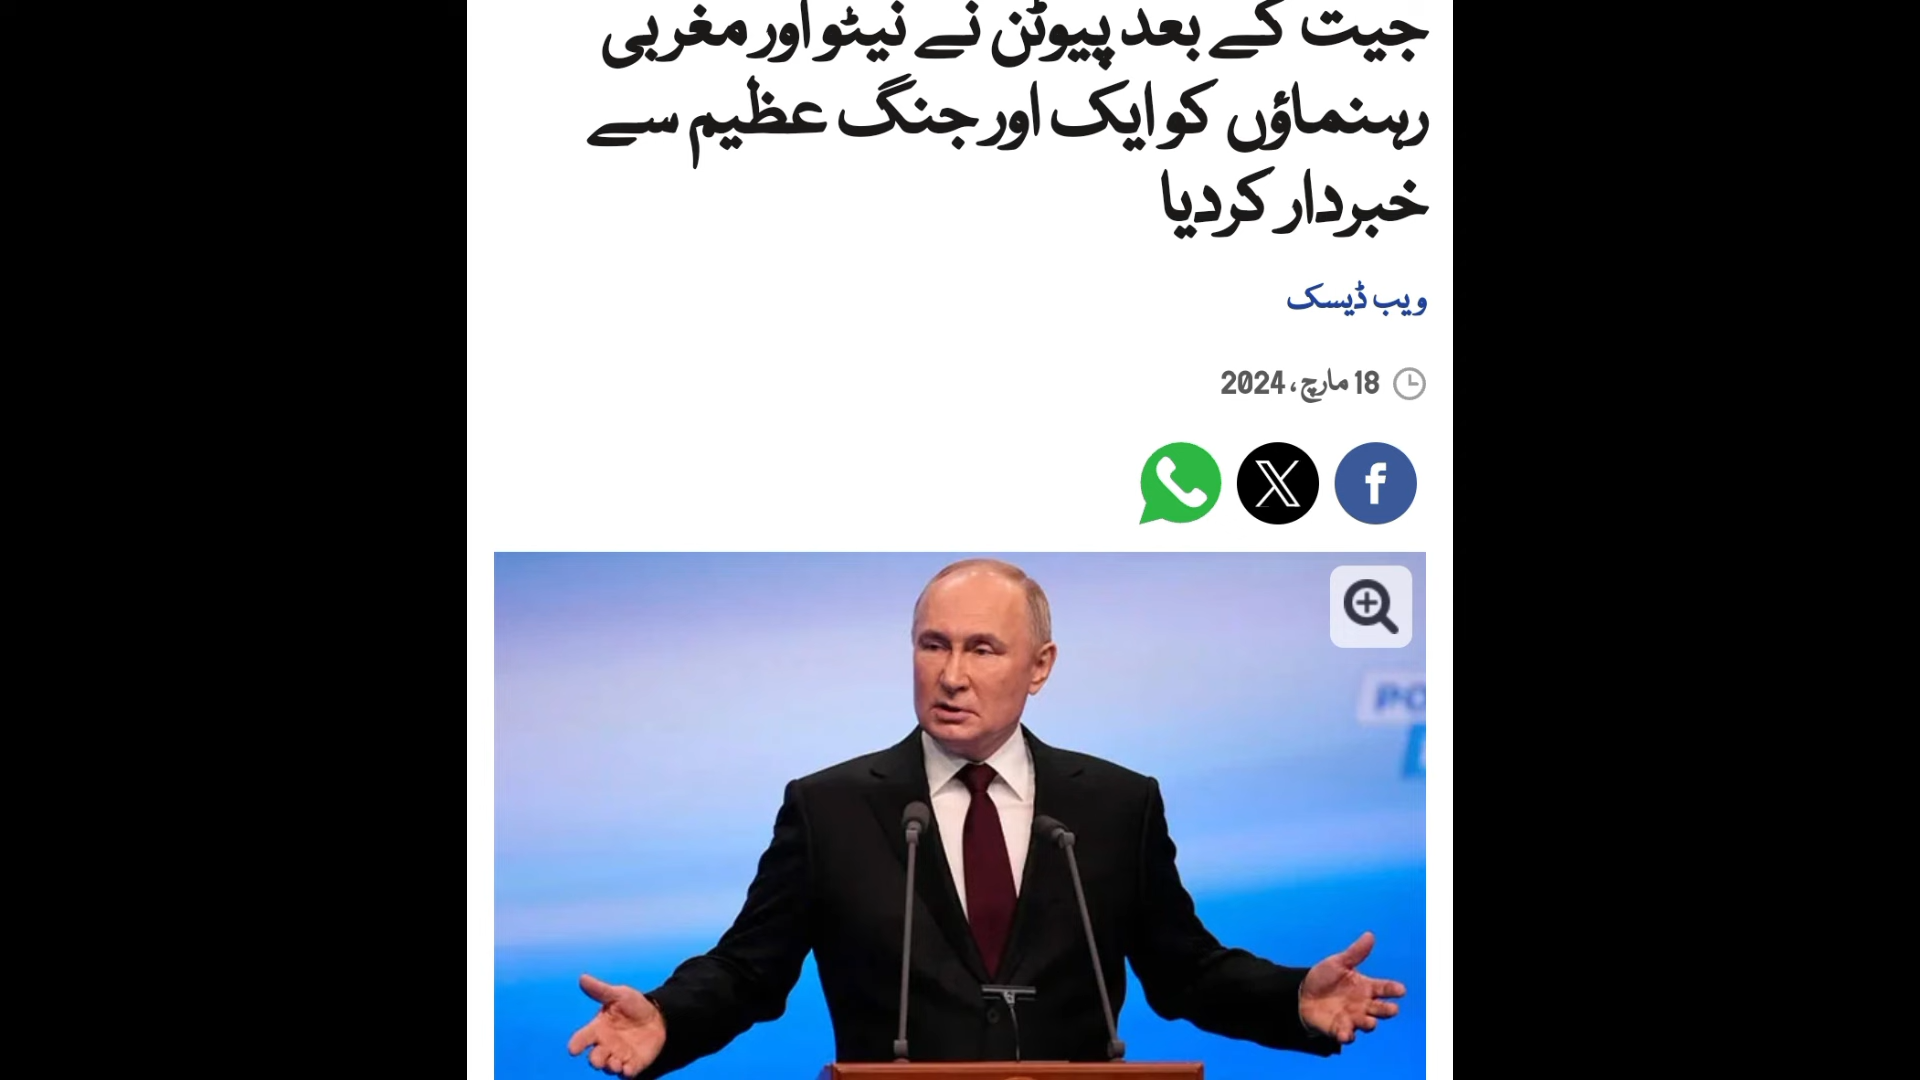 جیت کے بعد پیوٹن نے نیٹو اور مغربی
رہنماؤں کو ایک اور جنگ عظیم سے
خبردار کردیا
ویب ڈیسک
18 مارچ، 2024
PO